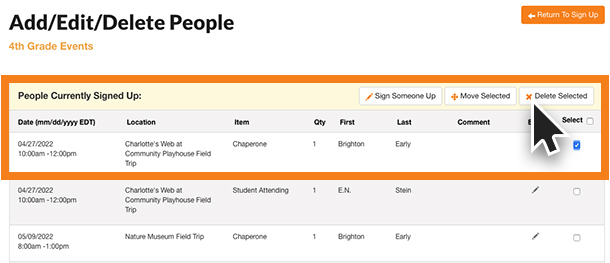 Add/Edit/Delete People
Return To Sign Up
4th Grade Events
People Currently Signed Up:
Sign Someone Up
Move Selected
Delete Selected
Date (mm/dd/yyyy EDT) Location Item Qty First Last Comment E Select
04/27/2022 Charlotte's Web at Chaperone 1 Brighton Early
10:00am -12:00pm Community Playhouse Field
Trip
04/27/2022 Charlotte's Web at Student Attending 1 E.N. Stein
10:00am -12:00pm Community Playhouse Field
Trip
05/09/2022 Nature Museum Field Trip Chaperone 1 Brighton Early
8:00am -1:00pm